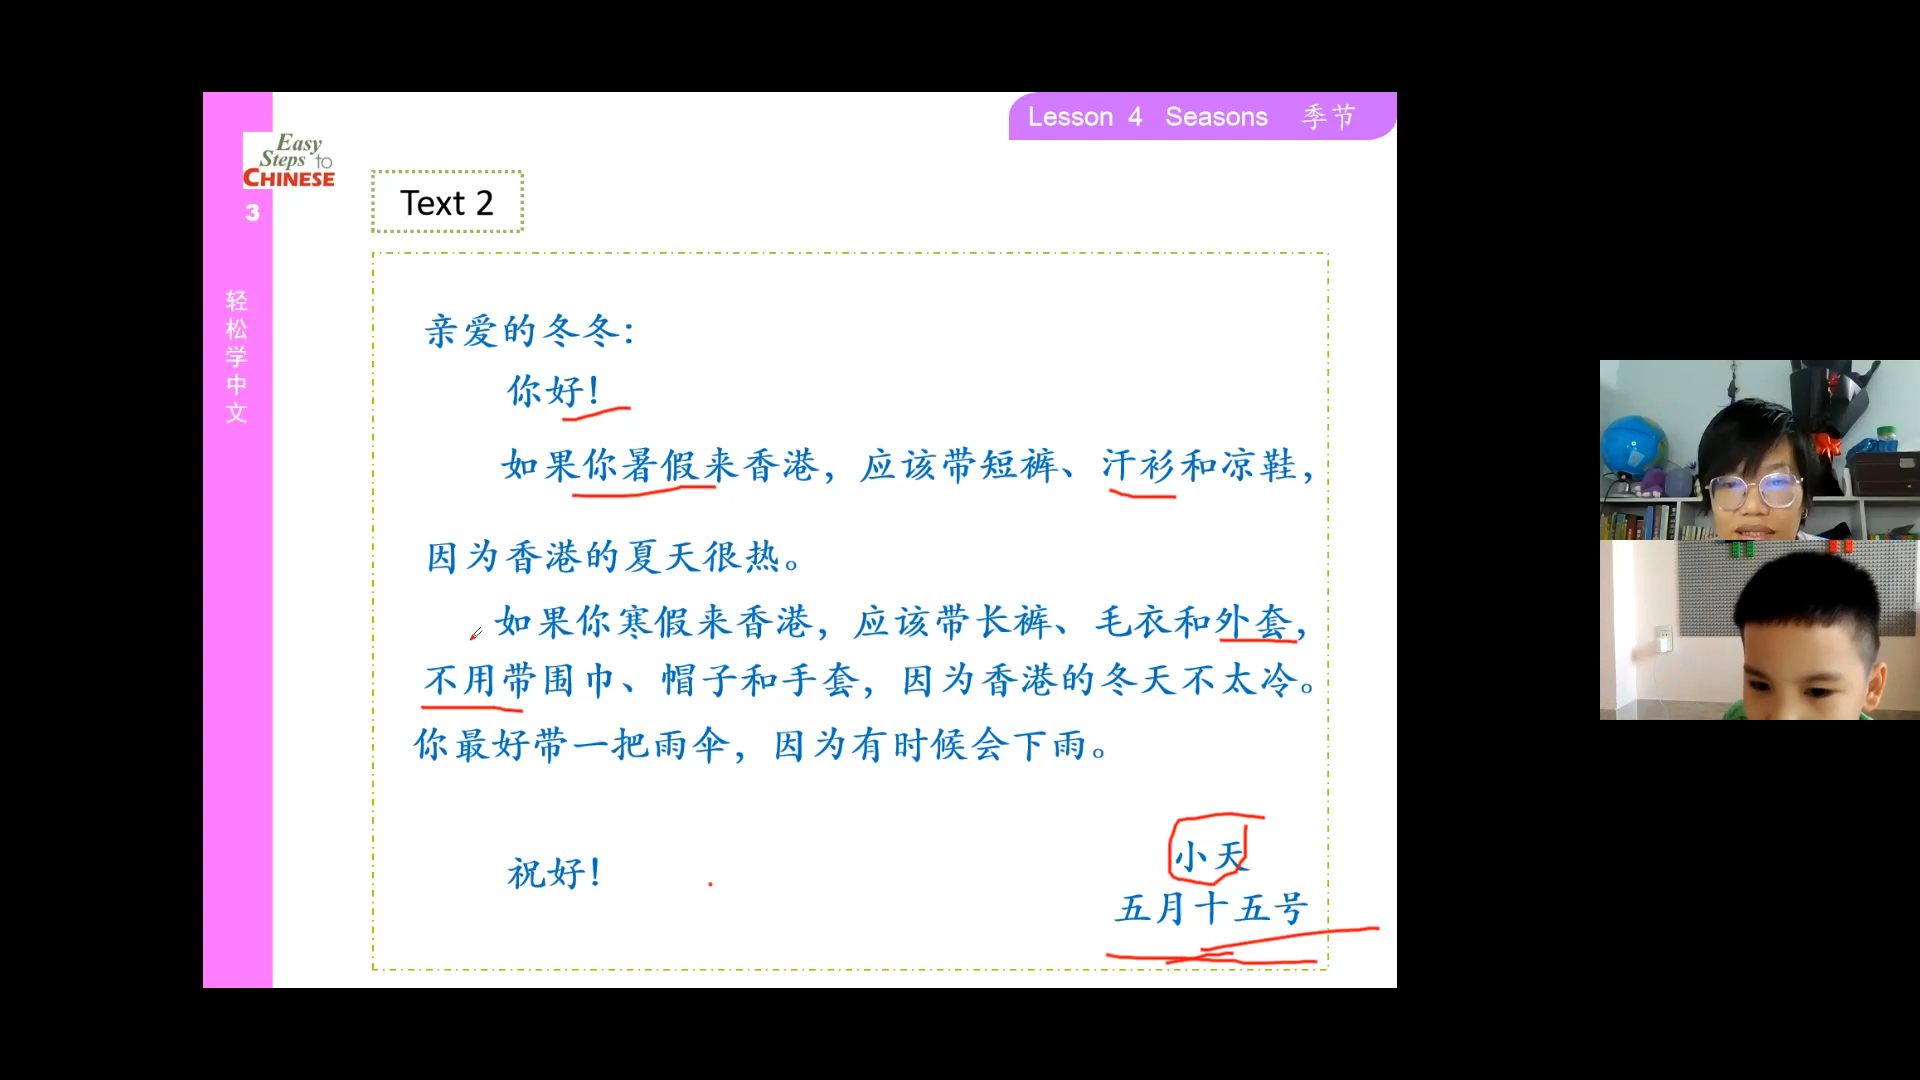 Lesson 4 Seasons 季节
Easy
Steps to
CHINESE
3
轻松学中文
Text 2
亲爱的冬冬：
你好！
如果你暑假来香港，应该带短裤、汗衫和凉鞋，
因为香港的夏天很热。
如果你寒假来香港，应该带长裤、毛衣和外套，
不用带围巾、帽子和手套，因为香港的冬天不太冷。
你最好带一把雨伞，因为有时候会下雨。
祝好！
小天
五月十五号